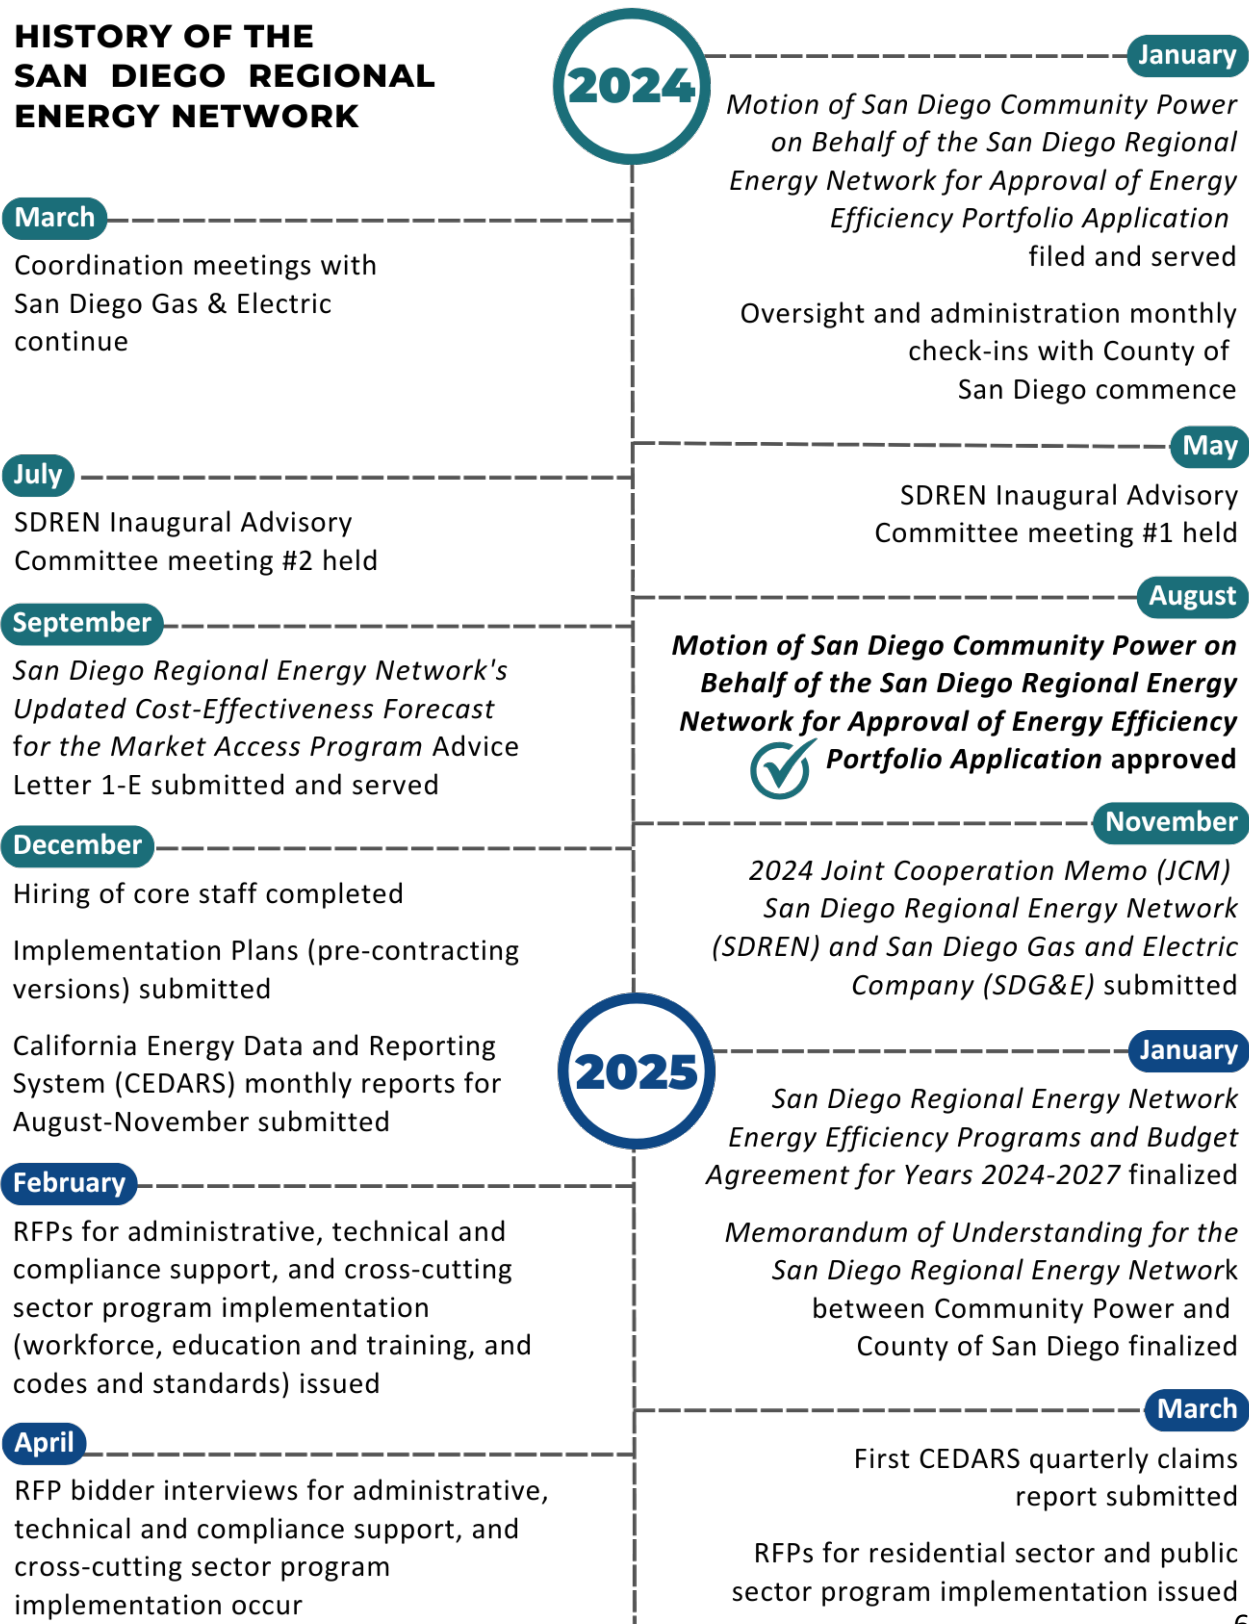 HISTORY OF THE
SAN DIEGO REGIONAL
ENERGY NETWORK
2024
January
Motion of San Diego Community Power
on Behalf of the San Diego Regional
Energy Network for Approval of Energy
Efficiency Portfolio Application
filed and served
Oversight and administration monthly
check-ins with County of
San Diego commence
March
Coordination meetings with
San Diego Gas & Electric
continue
May
SDREN Inaugural Advisory
Committee meeting #1 held
July
SDREN Inaugural Advisory
Committee meeting #2 held
August
Motion of San Diego Community Power on
Behalf of the San Diego Regional Energy
Network for Approval of Energy Efficiency
Portfolio Application approved
September
San Diego Regional Energy Network's
Updated Cost-Effectiveness Forecast
for the Market Access Program Advice
Letter 1-E submitted and served
November
2024 Joint Cooperation Memo (JCM)
San Diego Regional Energy Network
(SDREN) and San Diego Gas and Electric
Company (SDG&E) submitted
December
Hiring of core staff completed
Implementation Plans (pre-contracting
versions) submitted
California Energy Data and Reporting
System (CEDARS) monthly reports for
August-November submitted
2025
January
San Diego Regional Energy Network
Energy Efficiency Programs and Budget
Agreement for Years 2024-2027 finalized
Memorandum of Understanding for the
San Diego Regional Energy Network
between Community Power and
County of San Diego finalized
February
RFPs for administrative, technical and
compliance support, and cross-cutting
sector program implementation
(workforce, education and training, and
codes and standards) issued
March
First CEDARS quarterly claims
report submitted
RFPs for residential sector and public
sector program implementation issued
April
RFP bidder interviews for administrative,
technical and compliance support, and
cross-cutting sector program
implementation occur